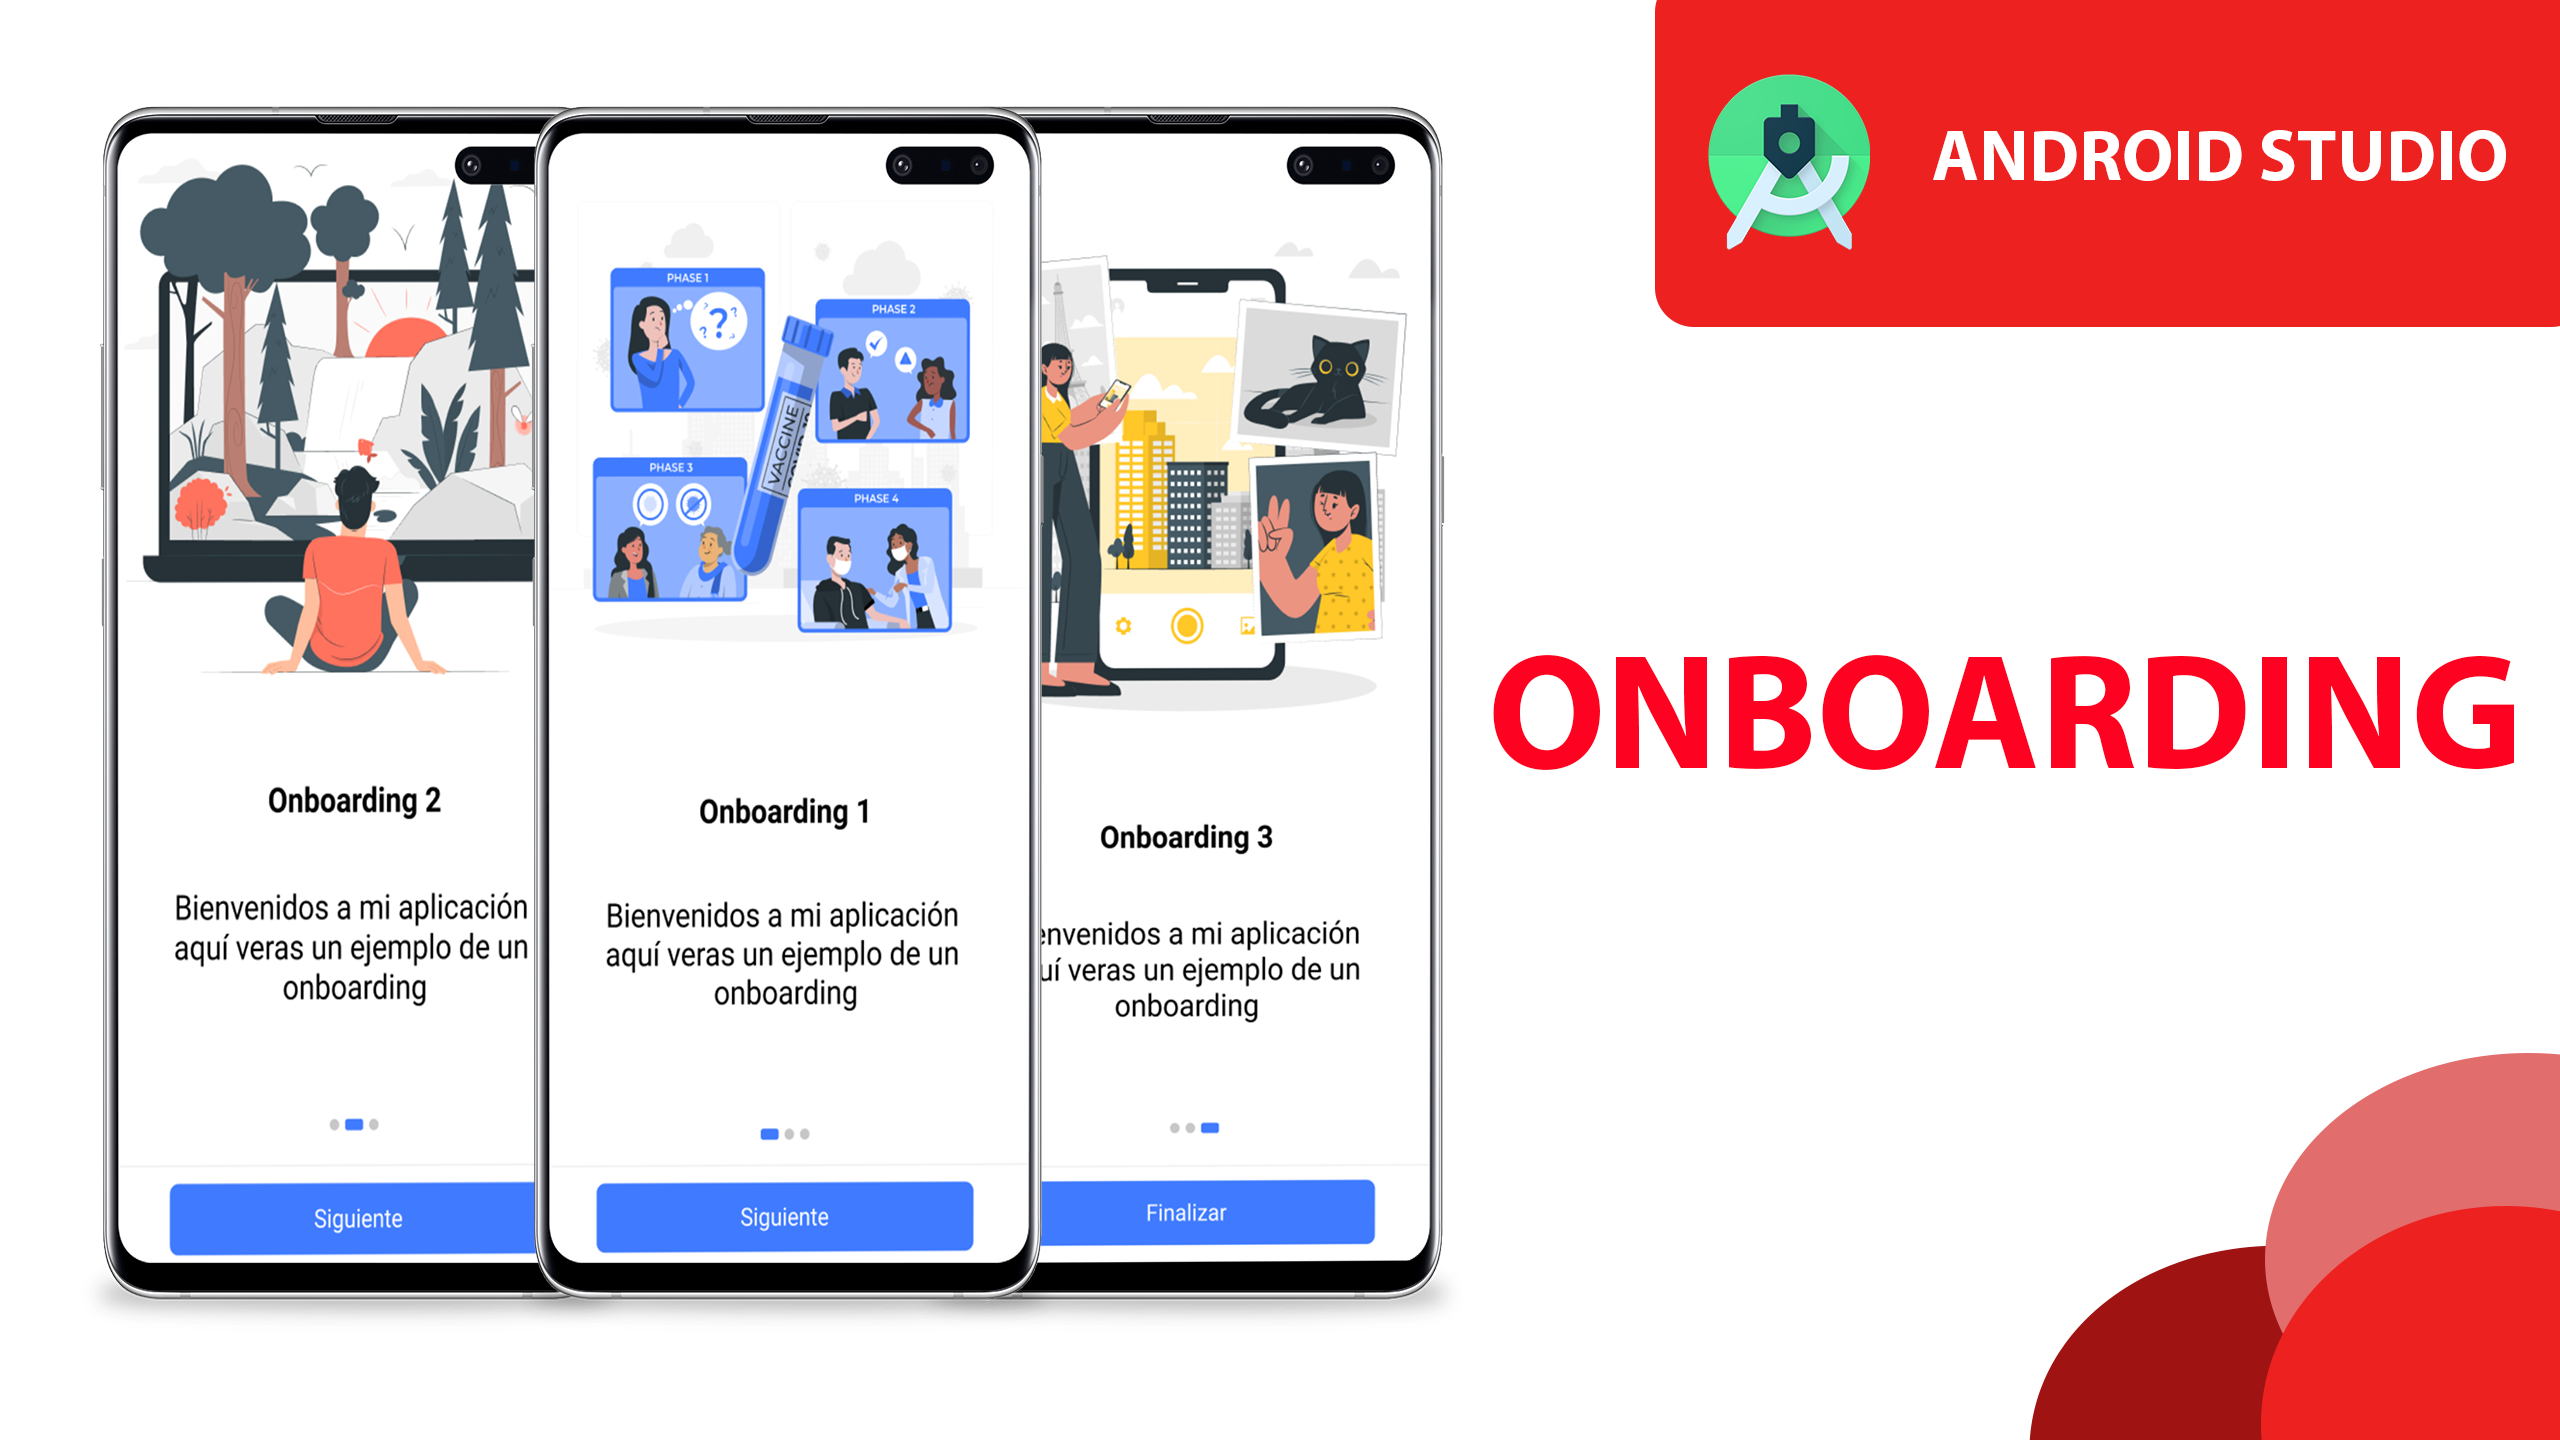 ANDROID STUDIO
ONBOARDING
Onboarding 2
Bienvenidos a mi aplicación
aquí veras un ejemplo de un
onboarding
Siguiente
PHASE 1
PHASE 2
VACCINE
PHASE 3
PHASE 4
Onboarding 1
Bienvenidos a mi aplicación
aquí veras un ejemplo de un
onboarding
Siguiente
Onboarding 3
envenidos a mi aplicación
uí veras un ejemplo de un
onboarding
Finalizar